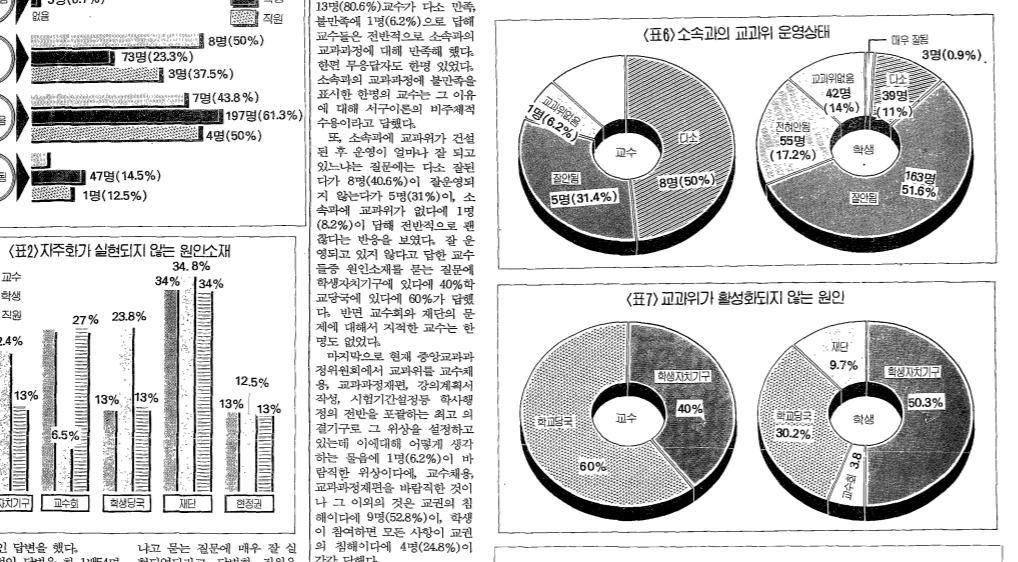 없음
직원
8명(50%)
73명(23.3%)
3명(37.5%)
7명(43.8%)
197명(61.3%)
4명(50%)
47명(14.5%)
1명(12.5%)
〈표2〉자주화가 실현되지 않는 원인소재
교수
학생
직원
2.4%
13%
6.5%
27%
13%
23.8%
13%
34%
34.8%
34%
13%
12.5%
13%
자치기구
교수회
학생당국
재단
현정권
인 답변을 했다.
냐고 묻는 질문에 매우 잘 실
13명(80.6%)교수가 다소 만족,
불만족에 1명(6.2%)으로 답해
교수들은 전반적으로 소속과의
교과과정에 대해 만족해 했다.
한편 무응답자도 한명 있었다.
소속과의 교과과정에 불만족을
표시한 한명의 교수는 그 이유
에 대해 서구이론의 비주체적
수용이라고 답했다.
또, 소속과에 교과위가 건설
된 후 운영이 얼마나 잘 되고
있느냐는 질문에는 다소 잘된
다가 8명(40.6%)이 잘운영되
지 않는다가 5명(31%)이, 소
속과에 교과위가 없다에 1명
(8.2%)이 답해 전반적으로 괜
찮다는 반응을 보였다. 잘 운
영되고 있지 않다고 답한 교수
들중 원인소재를 묻는 질문에
학생자치기구에 있다에 40%학
교당국에 있다에 60%가 답했
다. 반면 교수회와 재단의 문
제에 대해서 지적한 교수는 한
명도 없었다.
마지막으로 현재 중앙교과과
정위원회에서 교과위를 교수채
용, 교과과정재편, 강의계획서
작성, 시험기간설정등 학사행
정의 전반을 포괄하는 최고 의
결기구로 그 위상을 설정하고
있는데 이에대해 어떻게 생각
하는 물음에 1명(6.2%)이 바
람직한 위상이다에, 교수채용,
교과과정재편을 바람직한 것이
나 그 이외의 것은 교권의 침
해이다에 9명(52.8%)이, 학생
이 참여하면 모든 사항이 교권
의 침해이다에 4명(24.8%)이
각각 답했다.
〈표6〉소속과의 교과위 운영상태
교수
교과위없음
1명(6.2%)
다소
8명(50%)
잘안됨
5명(31.4%)
학생
매우 잘됨
3명(0.9%)
다소
39명
(11%)
교과위없음
42명
(14%)
전혀안됨
55명
(17.2%)
163명
51.6%
잘안됨
〈표7〉교과위가 활성화되지 않는 원인
교수
학생자치기구
40%
학교당국
60%
학생
재단
9.7%
학생자치기구
50.3%
학교당국
30.2%
교수회 3.8